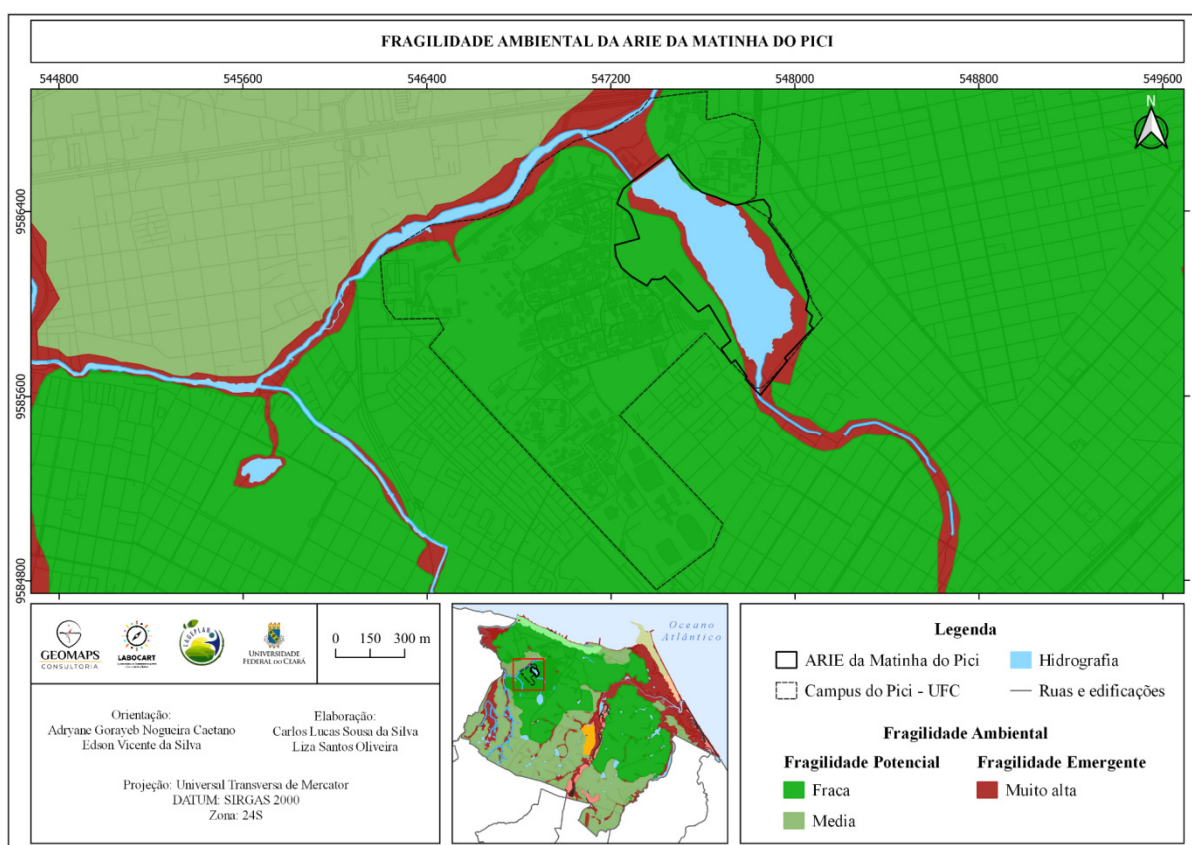 FRAGILIDADE AMBIENTAL DA ARIE DA MATINHA DO PICI
544800 545600 546400 547200 548000 548800 549600
N
9586400
9585600
9584800
GEOMAPS
CONSULTORIA
LABOCART
LAGEPLAN
UNIVERSIDADE
FEDERAL DO CEARÁ
0 150 300 m
Orientação:
Adryane Gorayeb Nogueira Caetano
Edson Vicente da Silva
Elaboração:
Carlos Lucas Sousa da Silva
Liza Santos Oliveira
Projeção: Universal Transversa de Mercator
DATUM: SIRGAS 2000
Zona: 24S
Oceano
Atlântico
Legenda
ARIE da Matinha do Pici
Hidrografia
Campus do Pici - UFC
Ruas e edificações
Fragilidade Ambiental
Fragilidade Potencial
Fraca
Media
Fragilidade Emergente
Muito alta